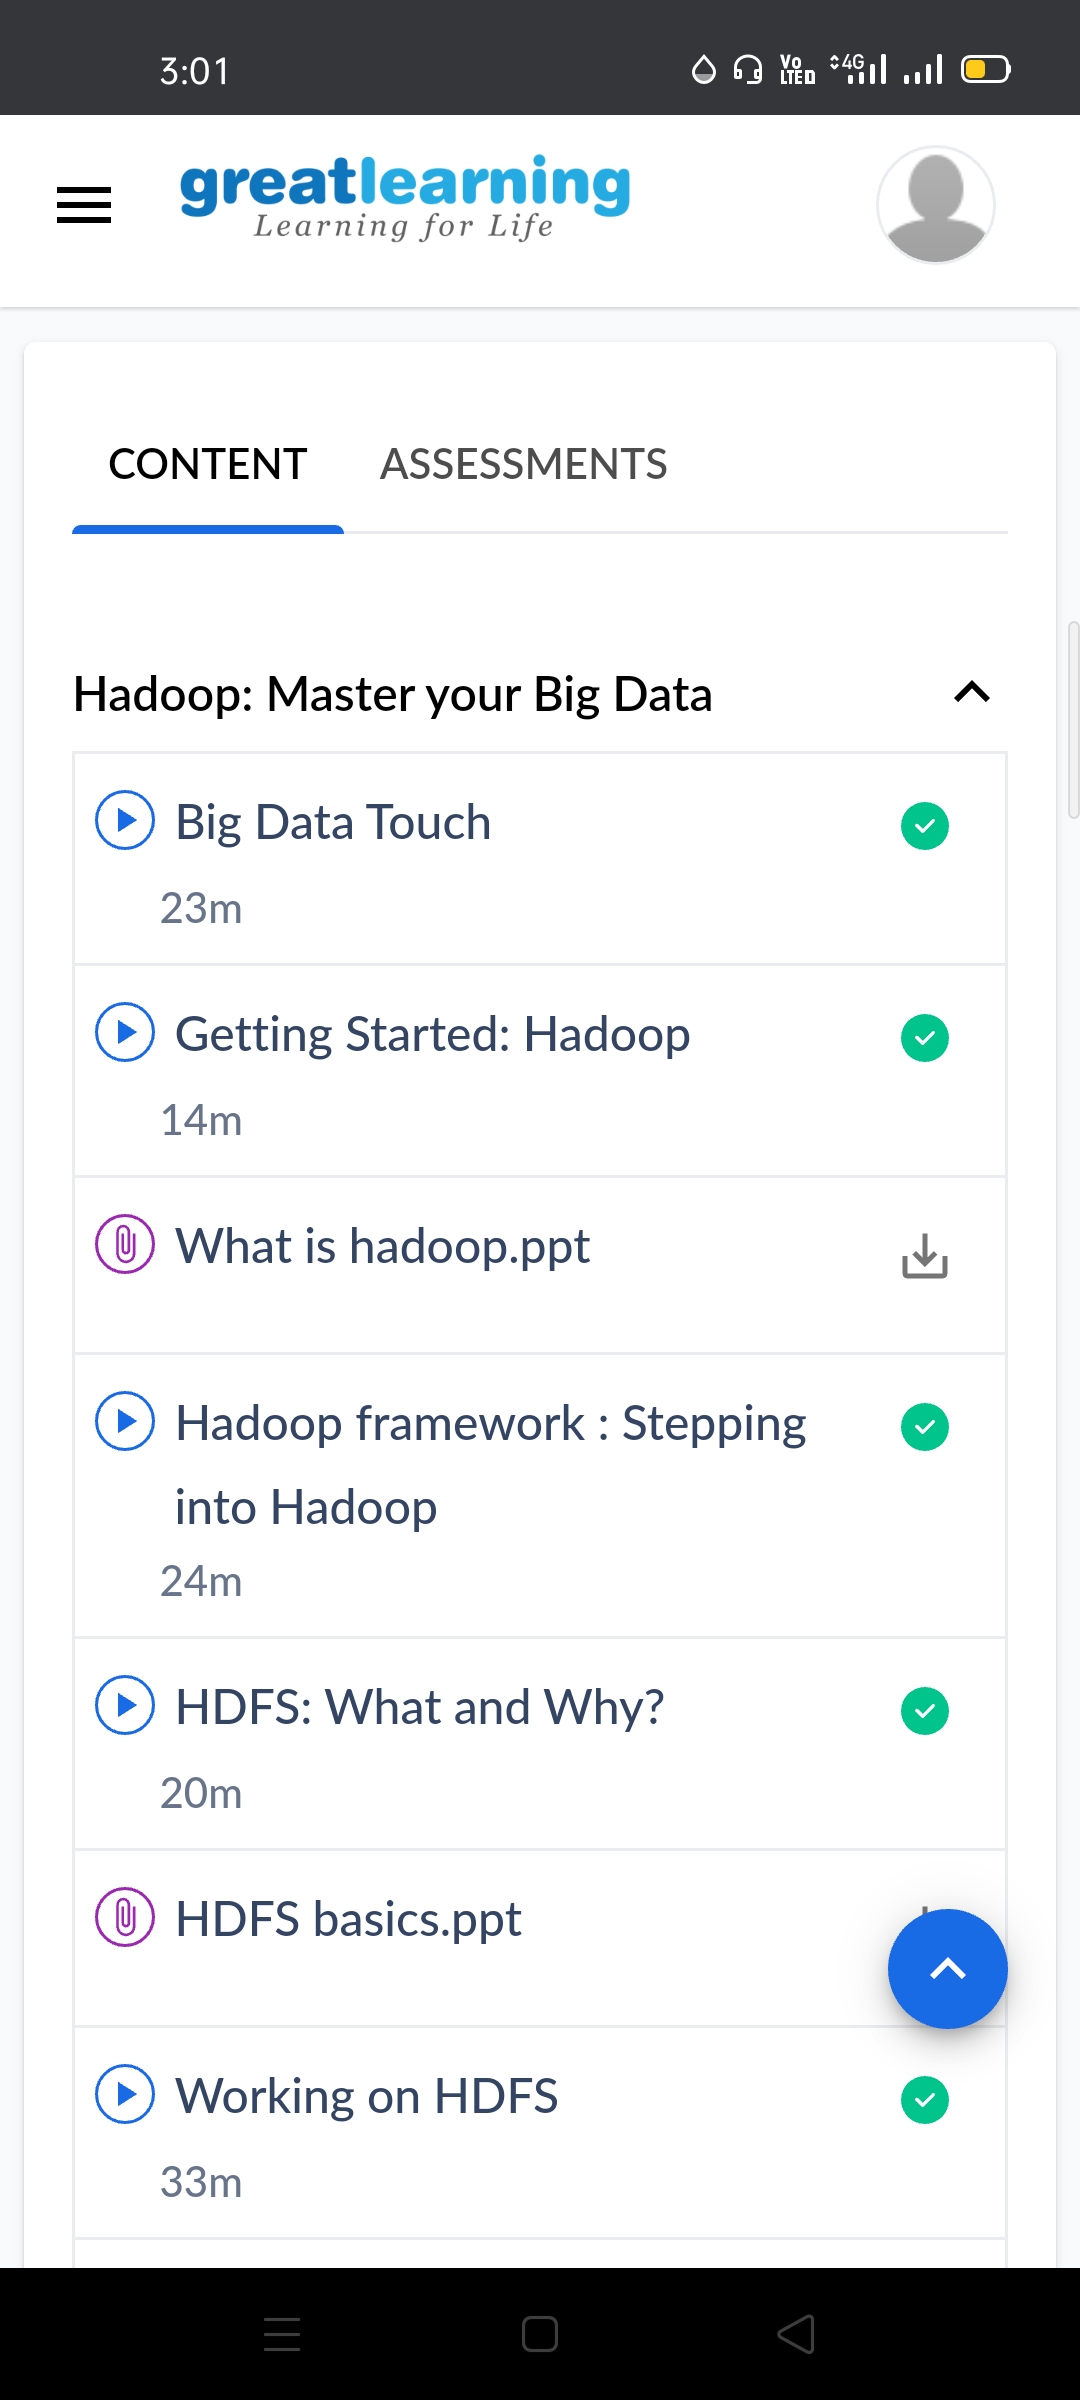 3:01
Vo
LTE D
4G
greatlearning
Learning for Life
CONTENT ASSESSMENTS
Hadoop: Master your Big Data
Big Data Touch
23m
Getting Started: Hadoop
14m
What is hadoop.ppt
Hadoop framework : Stepping
into Hadoop
24m
HDFS: What and Why?
20m
HDFS basics.ppt
Working on HDFS
33m